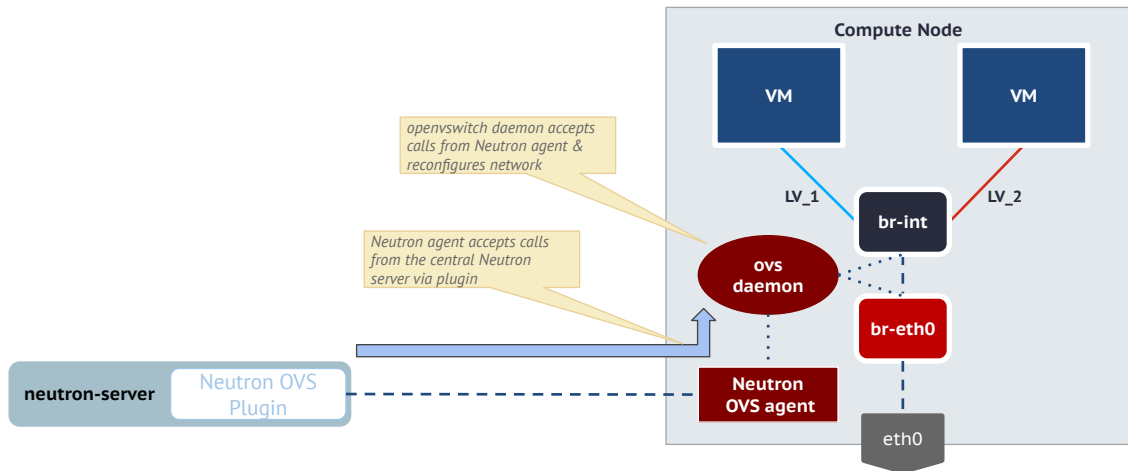 Compute Node
VM
VM
openvswitch daemon accepts
calls from Neutron agent &
reconfigures network
LV_1
LV_2
br-int
Neutron agent accepts calls
from the central Neutron
server via plugin
ovs
daemon
br-eth0
neutron-server
Neutron OVS
Plugin
Neutron
OVS agent
eth0